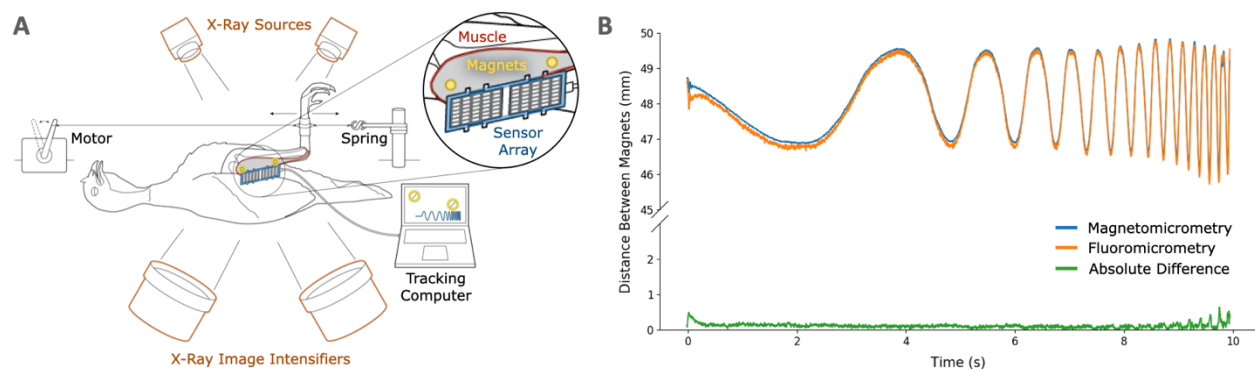 A
X-Ray Sources
Muscle
Magnets
Motor
Spring
Sensor
Array
Tracking
Computer
X-Ray Image Intensifiers
B
Distance Between Magnets (mm)
50
49
48
47
46
45
2
1
0
Magnetomicrometry
Fluoromicrometry
Absolute Difference
0
2
4
6
8
10
Time (s)